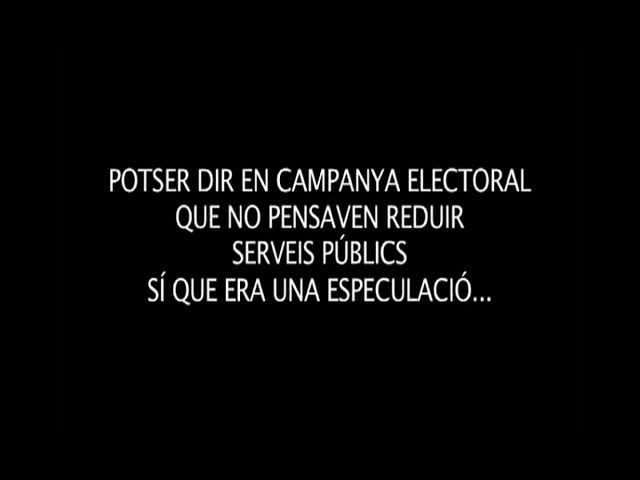 POTSER DIR EN CAMPANYA ELECTORAL
QUE NO PENSAVEN REDUIR
SERVEIS PÚBLICS
SÍ QUE ERA UNA ESPECULACIÓ...